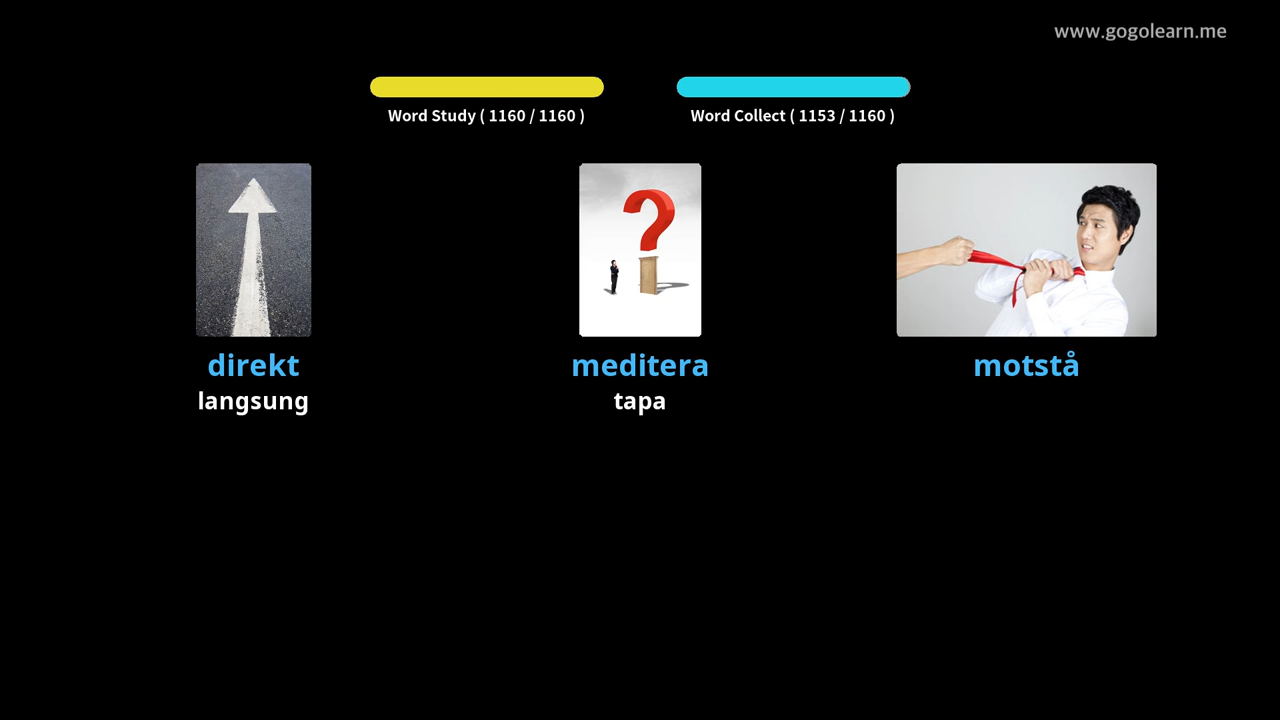 www.gogolearn.me
Word Study ( 1160 / 1160 )
Word Collect ( 1153 / 1160 )
direkt
langsung
meditera
tapa
motstå